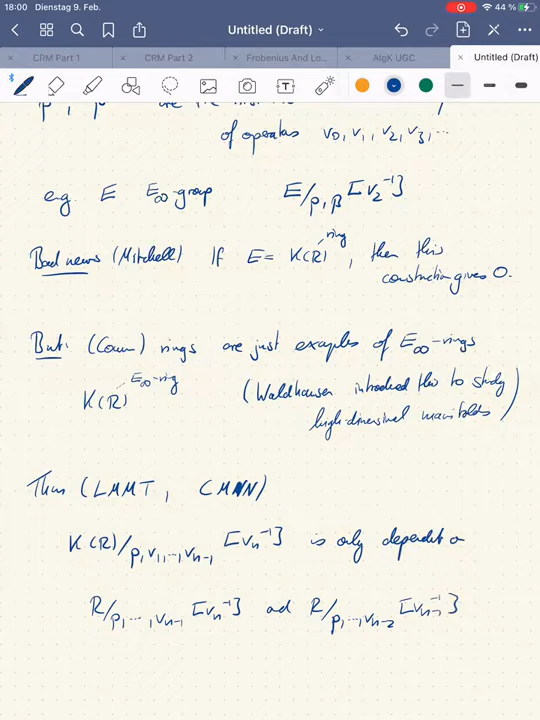 18:00 Dienstag 9. Feb.
44 %
Untitled (Draft)
CRM Part 1
CRM Part 2
Frobenius And Lo...
AlgK UGC
Untitled (Draft)
of operators v₀, v₁, v₂, v₃, ...
e.g. E E∞-group E/p,β [v₂⁻¹]
Bad news (Mitchell) If E = K(R) ring, then this
construction gives 0.
But: (Comm) rings are just examples of E∞-rings
K(R) E∞-ring (Waldhausen introduced this to study
high-dimensional manifolds)
Thm (LMMT, CMNN)
K(R)/p,v₁,...,vₙ₋₁ [vₙ⁻¹] is only dependent on
R/p,...,vₙ₋₁ [vₙ⁻¹] and R/p,...,vₙ₋₂ [vₙ₋₁⁻¹]